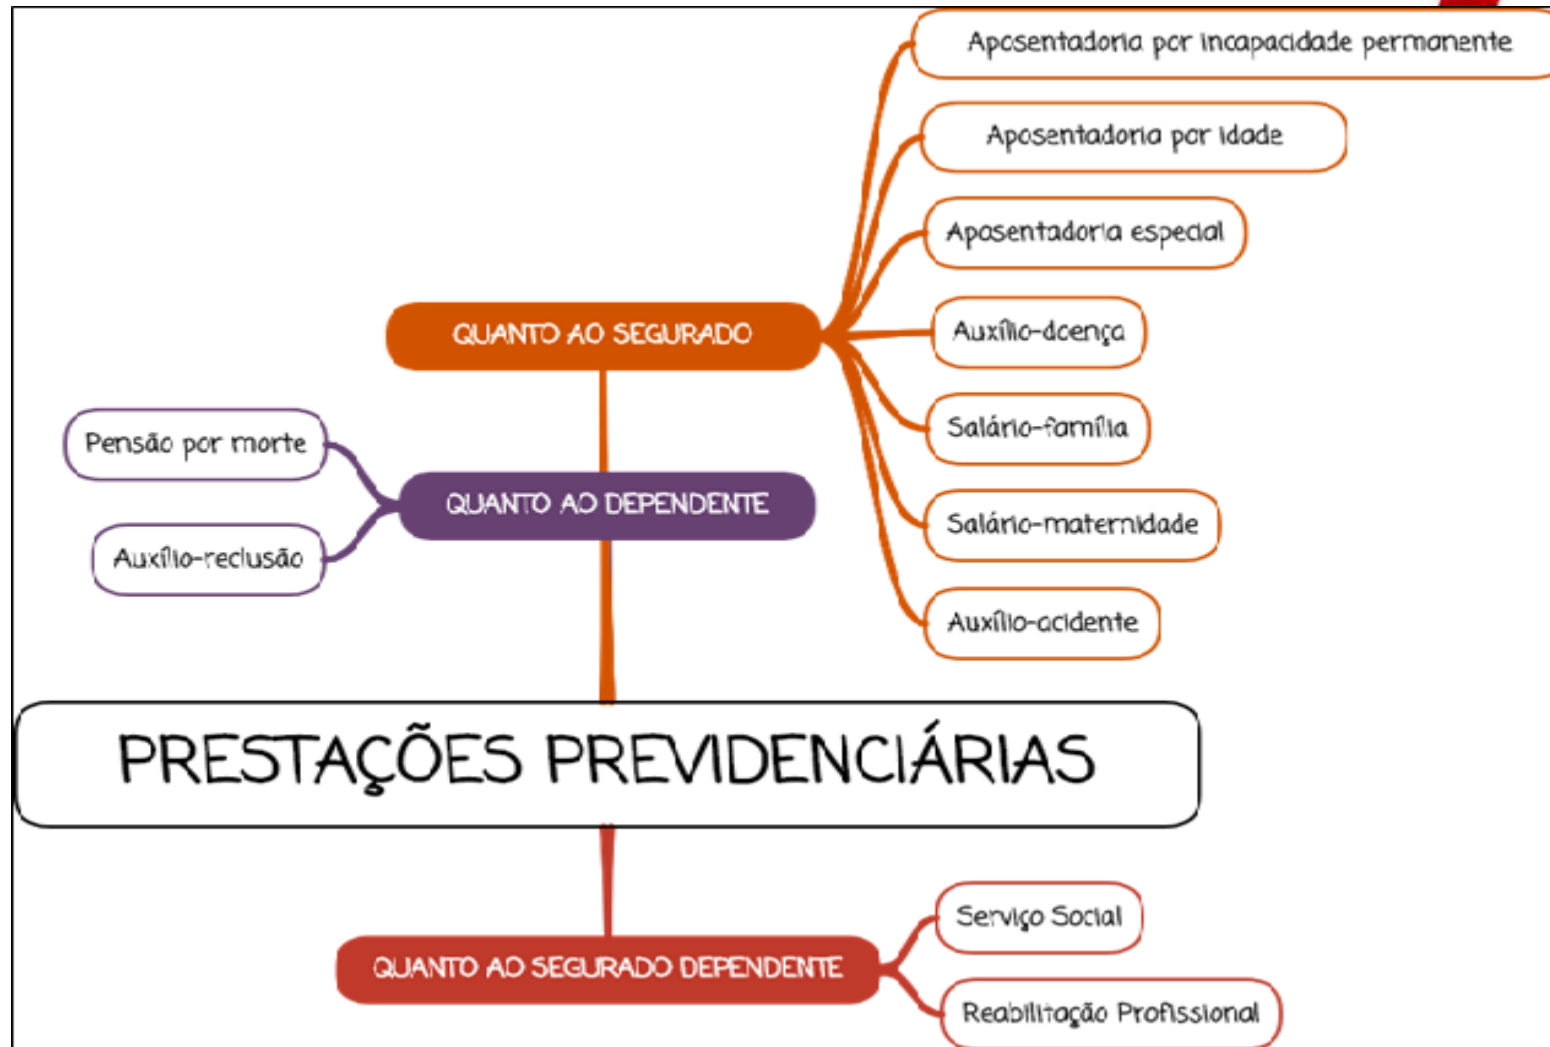 Aposentadoria por incapacidade permanente
Aposentadoria por idade
Aposentadoria especial
QUANTO AO SEGURADO
Auxílio-doença
Salário-família
Salário-maternidade
Auxílio-acidente
Pensão por morte
QUANTO AO DEPENDENTE
Auxílio-reclusão
PRESTAÇÕES PREVIDENCIÁRIAS
Serviço Social
QUANTO AO SEGURADO DEPENDENTE
Reabilitação Profissional